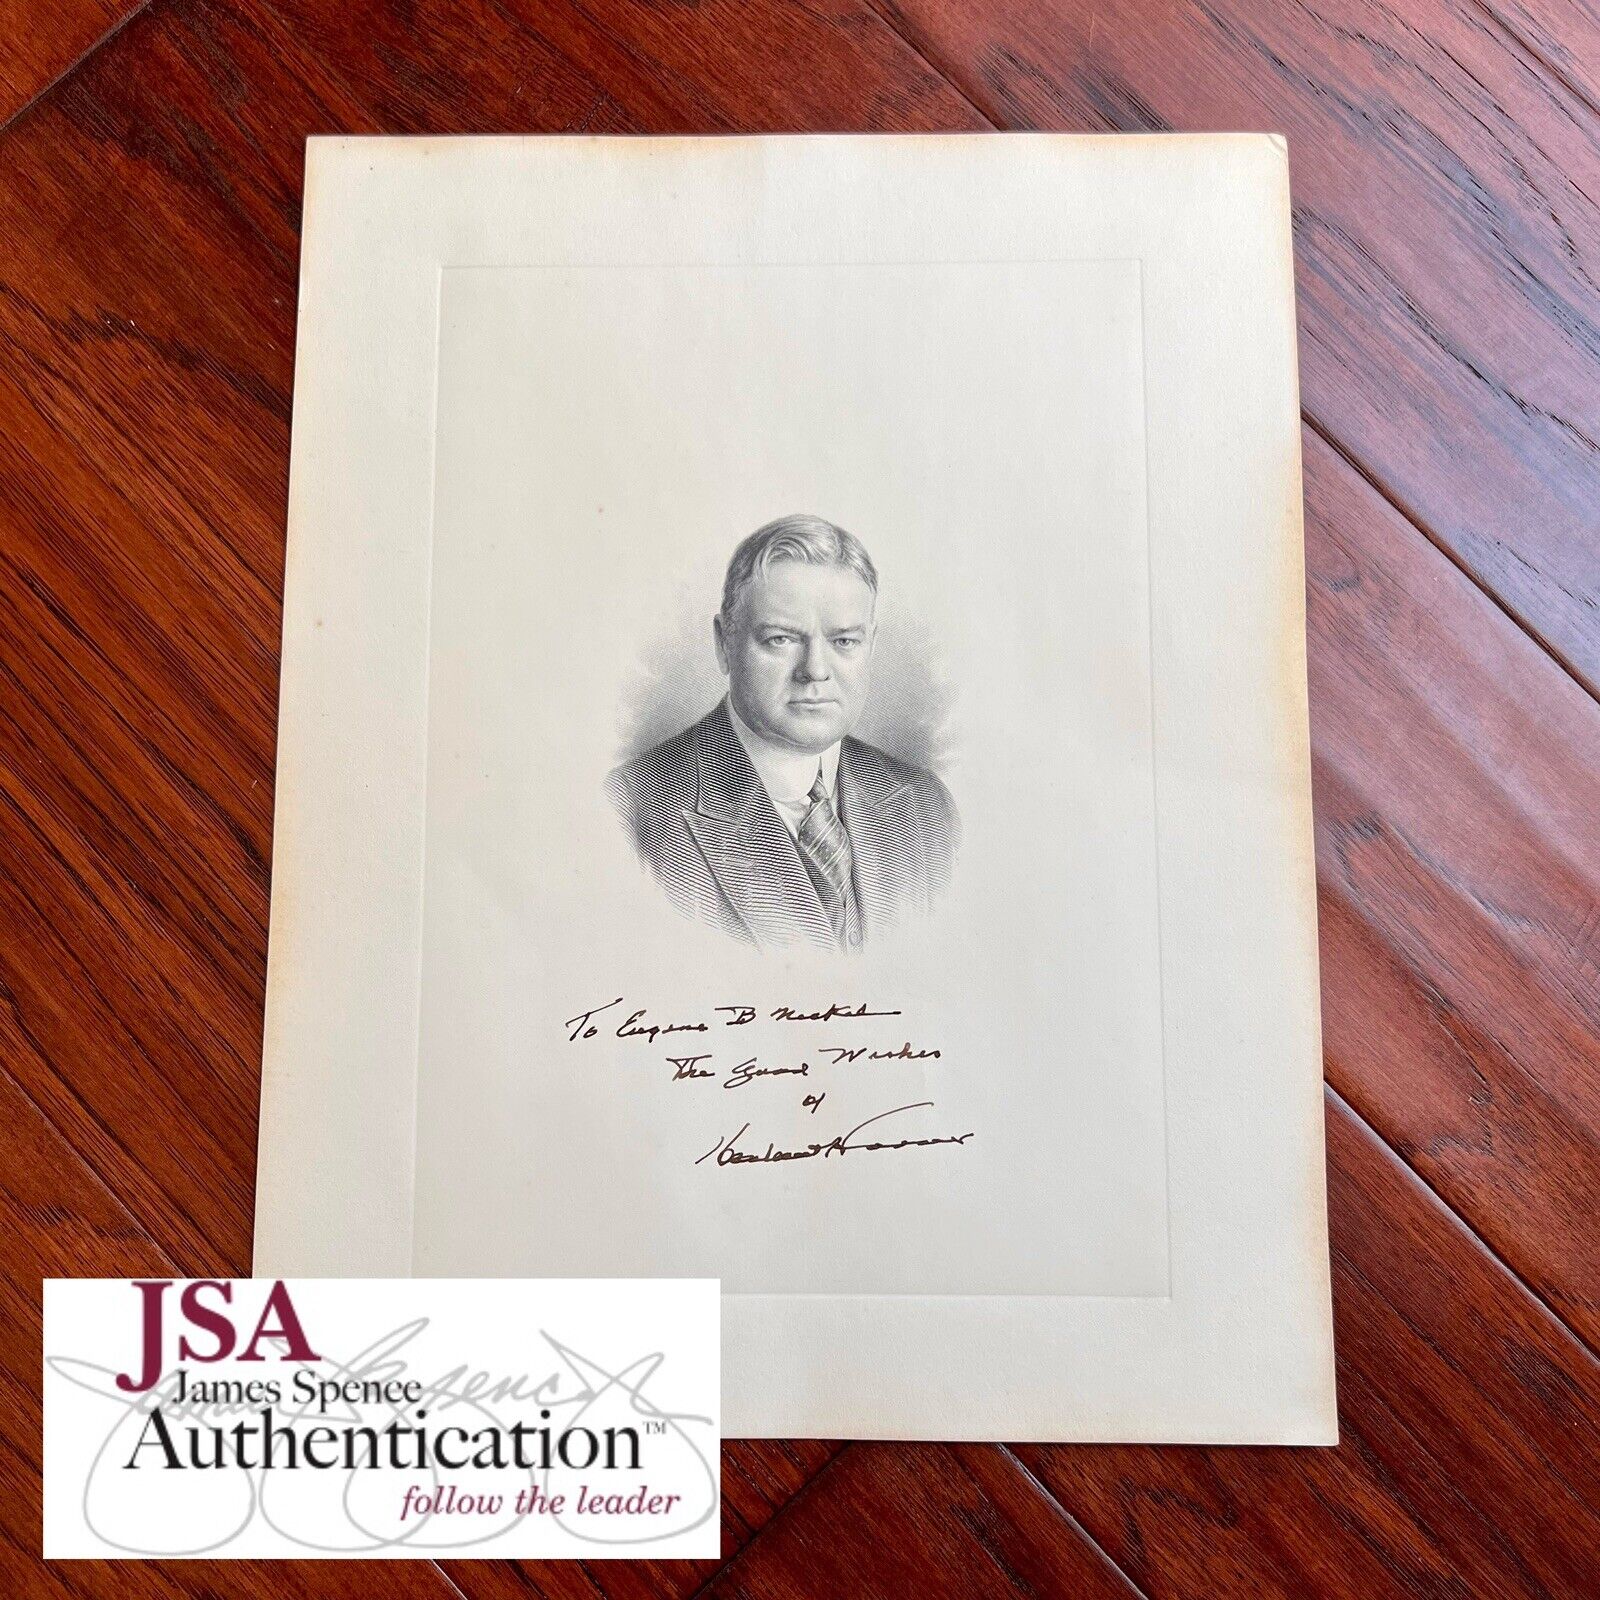 To Eugene B
The Good Wishes
of
Herbert Hoover
JSA
James Spence
Authentication™
follow the leader